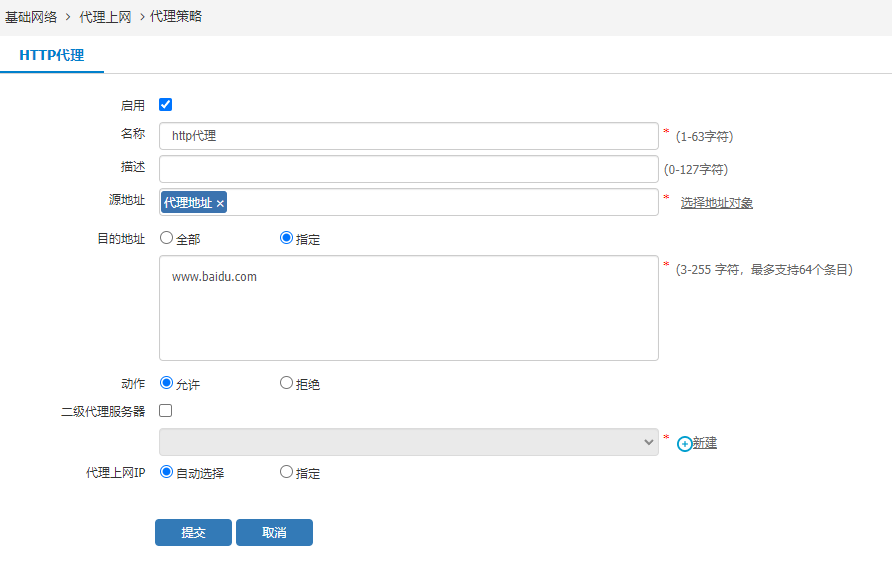 基础网络 > 代理上网 > 代理策略
HTTP代理
启用
名称 http代理 * (1-63字符)
描述 (0-127字符)
源地址 代理地址 × * 选择地址对象
目的地址 全部 指定
www.baidu.com * (3-255 字符，最多支持64个条目)
动作 允许 拒绝
二级代理服务器
* 新建
代理上网IP 自动选择 指定
提交 取消